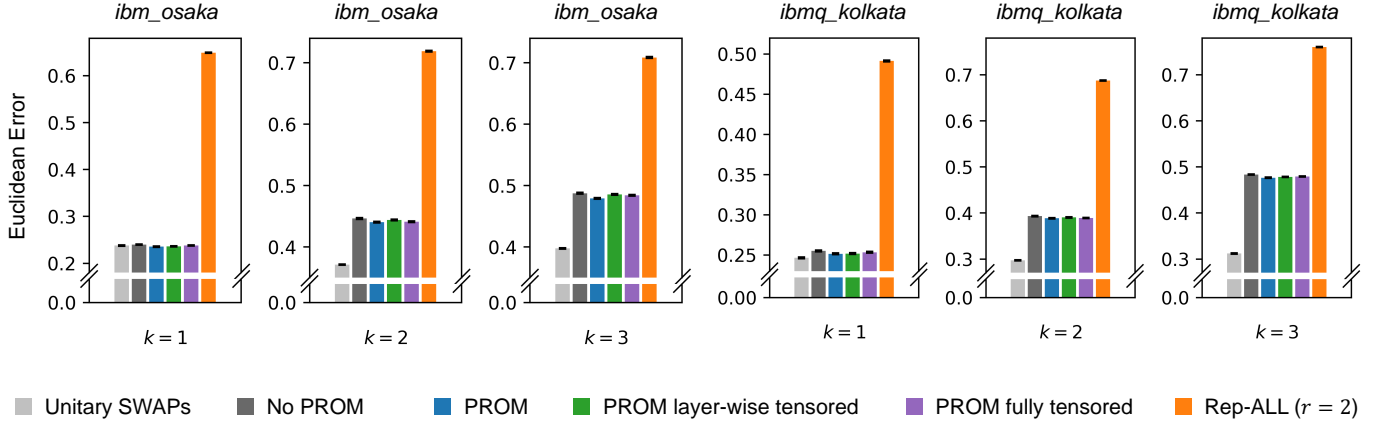 ibm_osaka
ibm_osaka
ibm_osaka
ibmq_kolkata
ibmq_kolkata
ibmq_kolkata
Euclidean Error
0.6
0.5
0.4
0.3
0.2
0.0
k = 1
0.7
0.6
0.5
0.4
0.0
k = 2
0.7
0.6
0.5
0.4
0.0
k = 3
0.50
0.45
0.40
0.35
0.30
0.25
0.00
k = 1
0.7
0.6
0.5
0.4
0.3
0.0
k = 2
0.7
0.6
0.5
0.4
0.3
0.0
k = 3
Unitary SWAPs
No PROM
PROM
PROM layer-wise tensored
PROM fully tensored
Rep-ALL (r = 2)